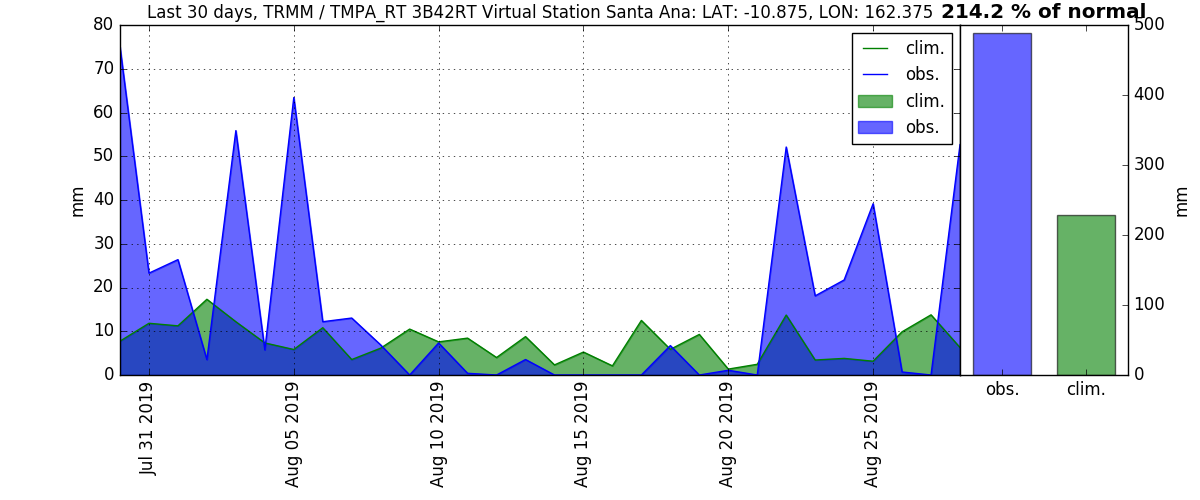 Last 30 days, TRMM / TMPA_RT 3B42RT Virtual Station Santa Ana: LAT: -10.875, LON: 162.375 214.2 % of normal
80
70
60
50
40
30
20
10
0
mm
clim.
obs.
clim.
obs.
Jul 31 2019
Aug 05 2019
Aug 10 2019
Aug 15 2019
Aug 20 2019
Aug 25 2019
500
400
300
200
100
0
mm
obs.
clim.